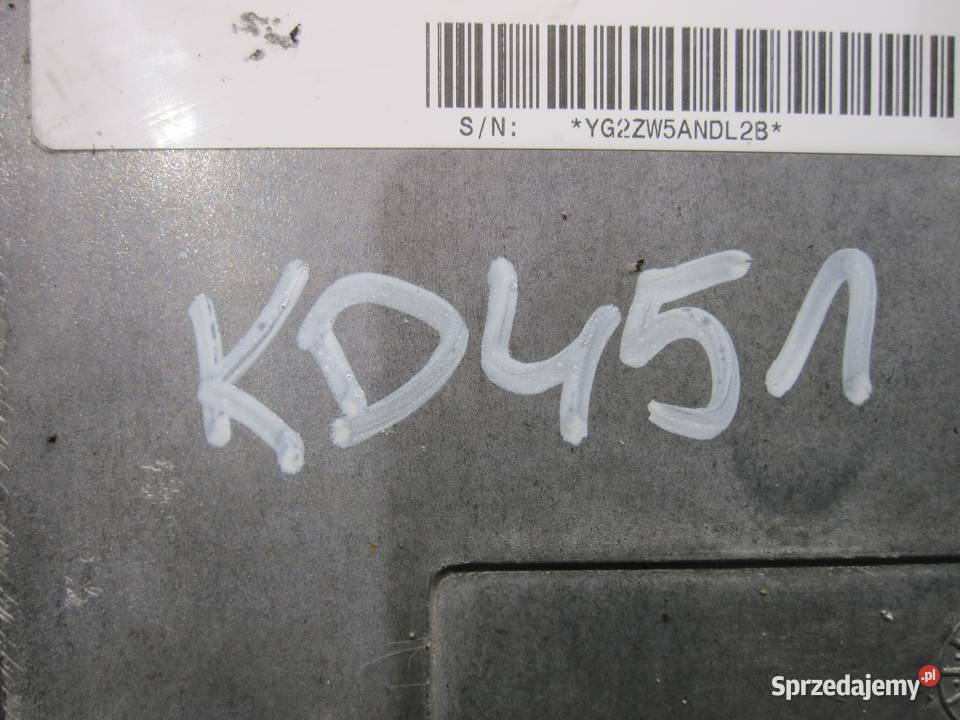 S/N: *YG2ZW5ANDL2B*
KD451
Sprzedajemy.pl